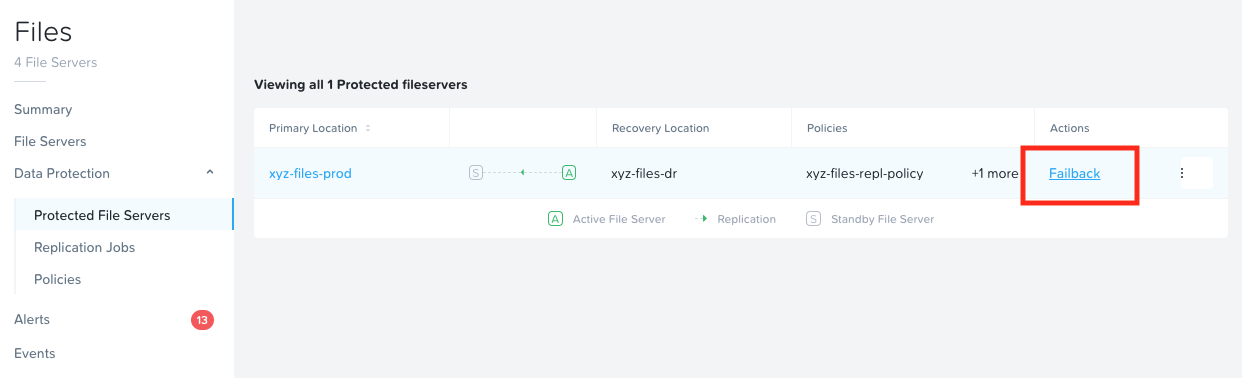 Files
4 File Servers
Summary
File Servers
Data Protection
Protected File Servers
Replication Jobs
Policies
Alerts 13
Events
Viewing all 1 Protected fileservers
Primary Location Recovery Location Policies Actions
xyz-files-prod S A xyz-files-dr xyz-files-repl-policy +1 more Failback
A Active File Server Replication S Standby File Server